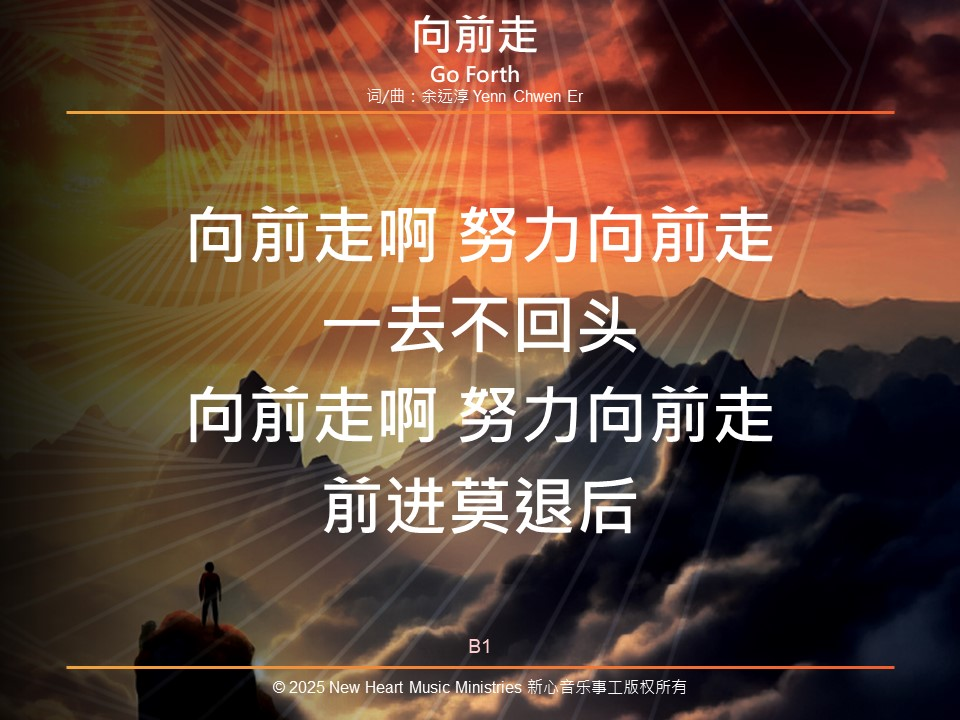 向前走
Go Forth
词/曲：余远淳 Yenn Chwen Er
向前走啊 努力向前走
一去不回头
向前走啊 努力向前走
前进莫退后
B1
© 2025 New Heart Music Ministries 新心音乐事工版权所有